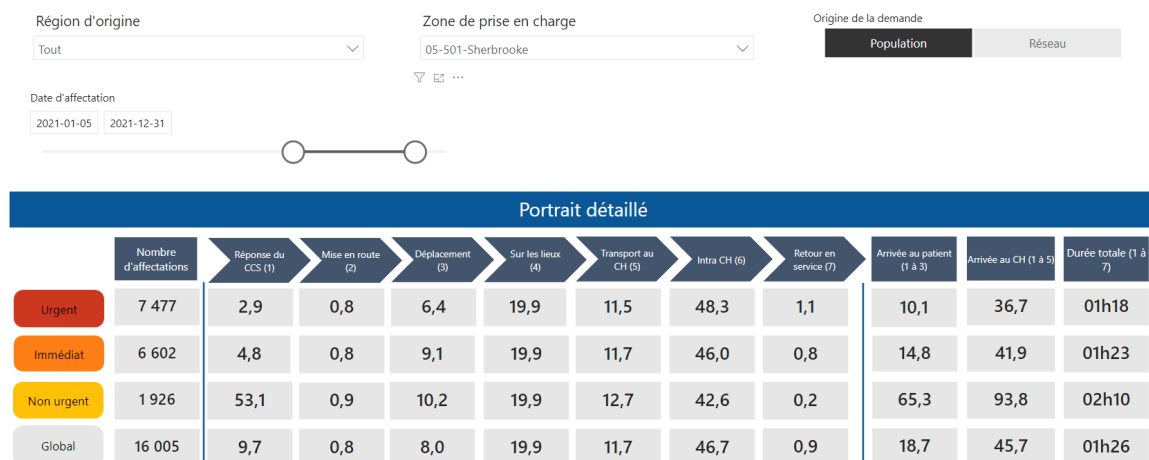 Région d'origine
Tout
Zone de prise en charge
05-501-Sherbrooke
Origine de la demande
Population
Réseau
Date d'affectation
2021-01-05 2021-12-31
Portrait détaillé
Nombre
d'affectations
Réponse du
CCS (1)
Mise en route
(2)
Déplacement
(3)
Sur les lieux
(4)
Transport au
CH (5)
Intra CH (6)
Retour en
service (7)
Arrivée au patient
(1 à 3)
Arrivée au CH (1 à 5)
Durée totale (1 à
7)
Urgent 7 477 2,9 0,8 6,4 19,9 11,5 48,3 1,1 10,1 36,7 01h18
Immédiat 6 602 4,8 0,8 9,1 19,9 11,7 46,0 0,8 14,8 41,9 01h23
Non urgent 1 926 53,1 0,9 10,2 19,9 12,7 42,6 0,2 65,3 93,8 02h10
Global 16 005 9,7 0,8 8,0 19,9 11,7 46,7 0,9 18,7 45,7 01h26